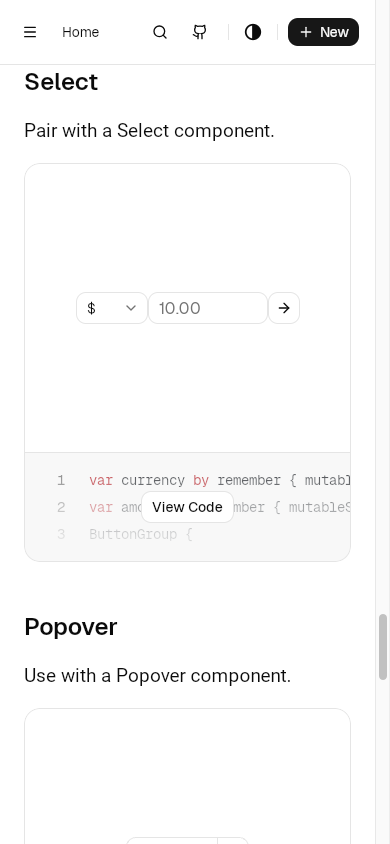 Home
New
Select
Pair with a Select component.
$
10.00
1 var currency by remember { mutabl
2 var amo
View Code
mber { mutableS
3 ButtonGroup {
Popover
Use with a Popover component.